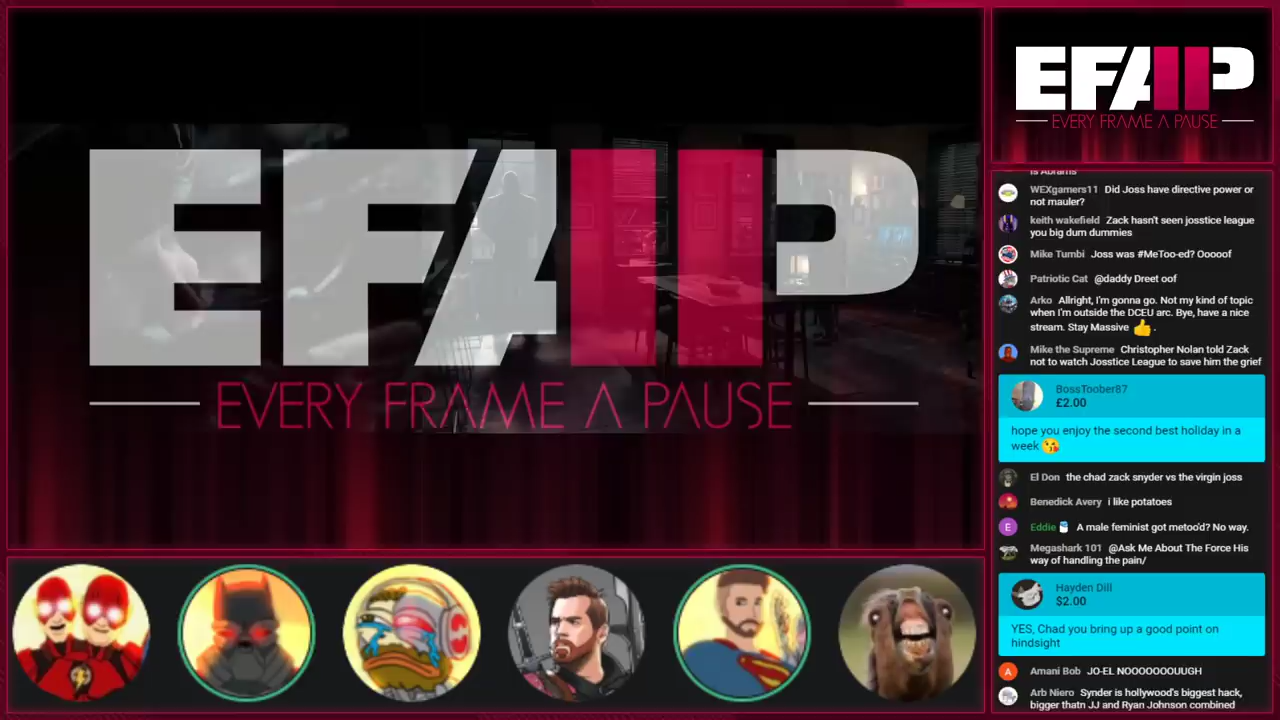 EFAP
EVERY FRAME A PAUSE
EFAP
EVERY FRAME A PAUSE
is Abrams
WEXgamers11 Did Joss have directive power or
not mauler?
keith wakefield Zack hasn't seen josstice league
you big dum dummies
Mike Tumbi Joss was #MeToo-ed? Ooooof
Patriotic Cat @daddy Dreet oof
Arko Allright, I'm gonna go. Not my kind of topic
when I'm outside the DCEU arc. Bye, have a nice
stream. Stay Massive 👍 .
Mike the Supreme Christopher Nolan told Zack
not to watch Josstice League to save him the grief
BossToober87
£2.00
hope you enjoy the second best holiday in a
week 😘
El Don the chad zack snyder vs the virgin joss
Benedick Avery i like potatoes
E Eddie A male feminist got metoo'd? No way.
Megashark 101 @Ask Me About The Force His
way of handling the pain/
Hayden Dill
$2.00
YES, Chad you bring up a good point on
hindsight
A Amani Bob JO-EL NOOOOOOOUUGH
Arb Niero Synder is hollywood's biggest hack,
bigger thatn JJ and Ryan Johnson combined